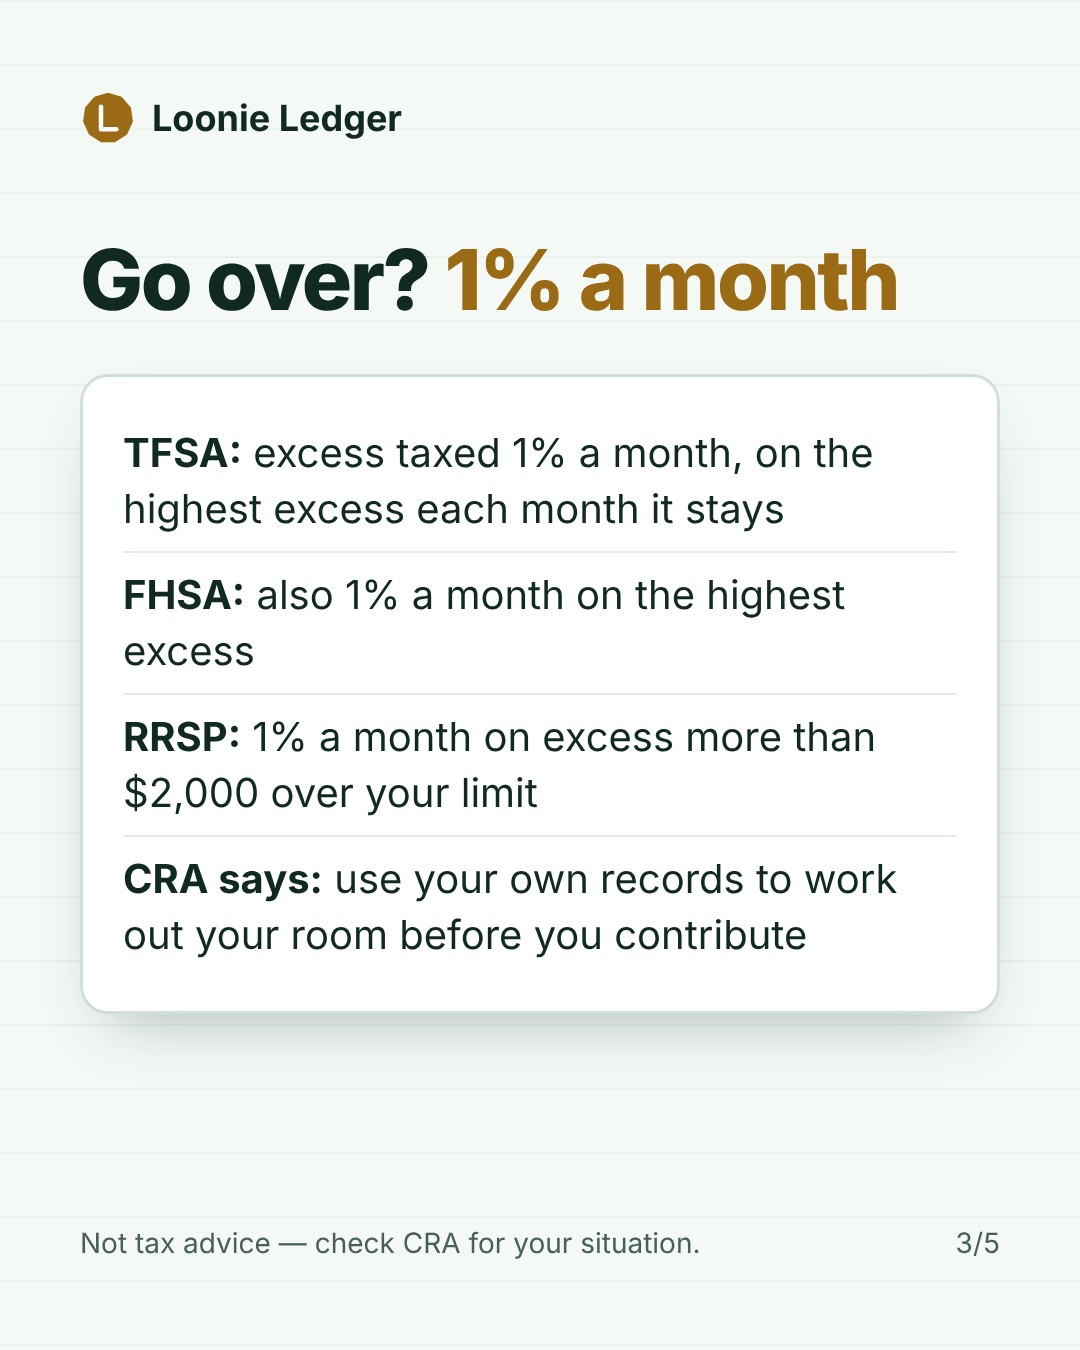 L
Loonie Ledger
Go over? 1% a month
TFSA: excess taxed 1% a month, on the
highest excess each month it stays
FHSA: also 1% a month on the highest
excess
RRSP: 1% a month on excess more than
$2,000 over your limit
CRA says: use your own records to work
out your room before you contribute
Not tax advice — check CRA for your situation.
3/5